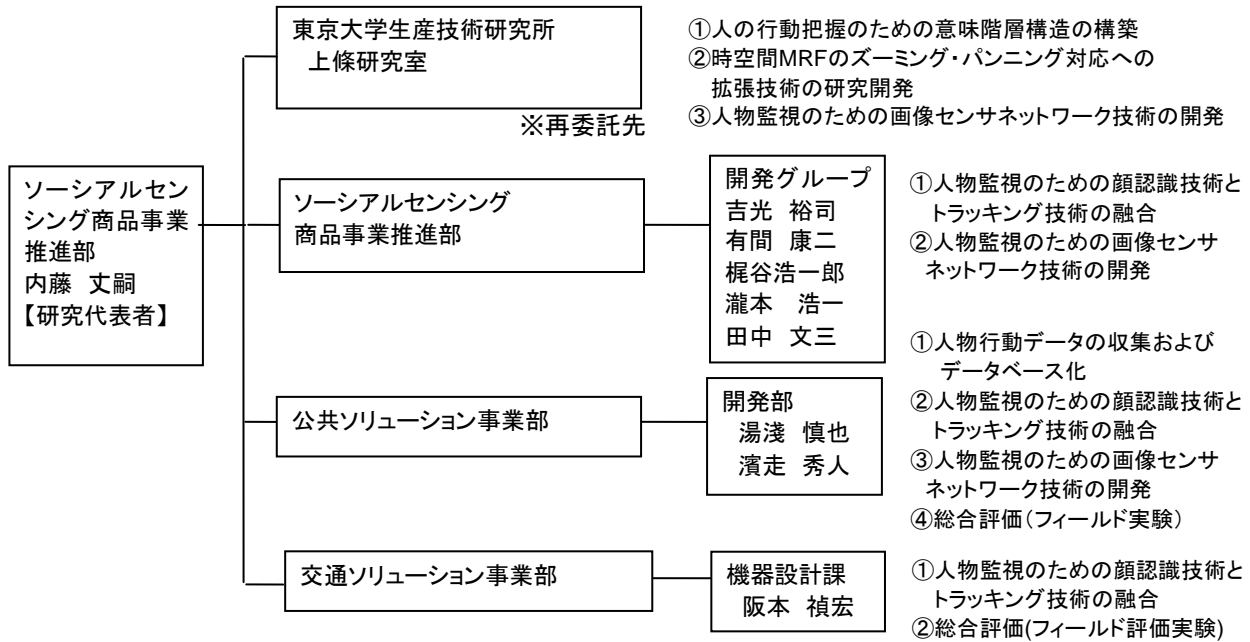 東京大学生産技術研究所
上條研究室
※再委託先
①人の行動把握のための意味階層構造の構築
②時空間MRFのズーミング・パンニング対応への
拡張技術の研究開発
③人物監視のための画像センサネットワーク技術の開発
ソーシアルセン
シング商品事業
推進部
内藤 丈嗣
【研究代表者】
ソーシアルセンシング
商品事業推進部
開発グループ
吉光 裕司
有間 康二
梶谷浩一郎
瀧本 浩一
田中 文三
①人物監視のための顔認識技術と
トラッキング技術の融合
②人物監視のための画像センサ
ネットワーク技術の開発
公共ソリューション事業部
開発部
湯淺 慎也
濱走 秀人
①人物行動データの収集および
データベース化
②人物監視のための顔認識技術と
トラッキング技術の融合
③人物監視のための画像センサ
ネットワーク技術の開発
④総合評価（フィールド実験）
交通ソリューション事業部
機器設計課
阪本 禎宏
①人物監視のための顔認識技術と
トラッキング技術の融合
②総合評価(フィールド評価実験)